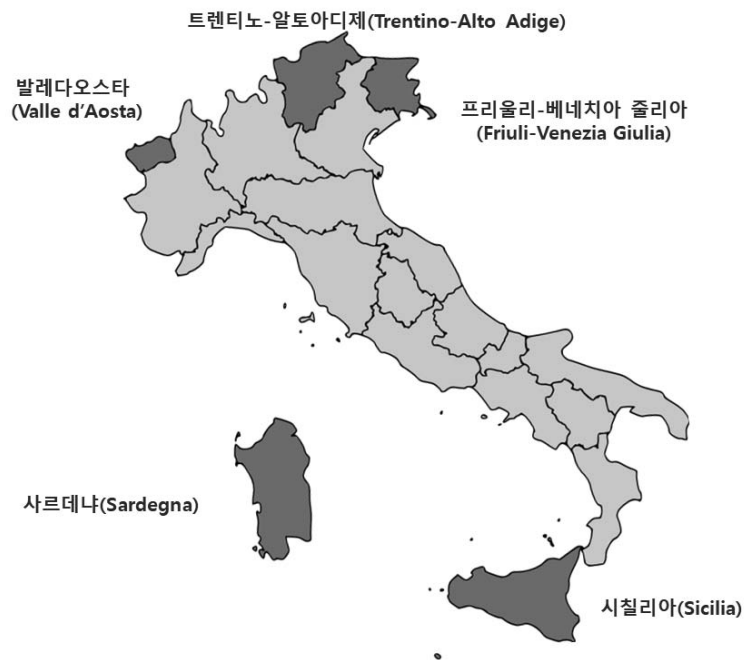 트렌티노-알토아디제(Trentino-Alto Adige)
발레다오스타
(Valle d’Aosta)
프리울리-베네치아 줄리아
(Friuli-Venezia Giulia)
사르데냐(Sardegna)
시칠리아(Sicilia)